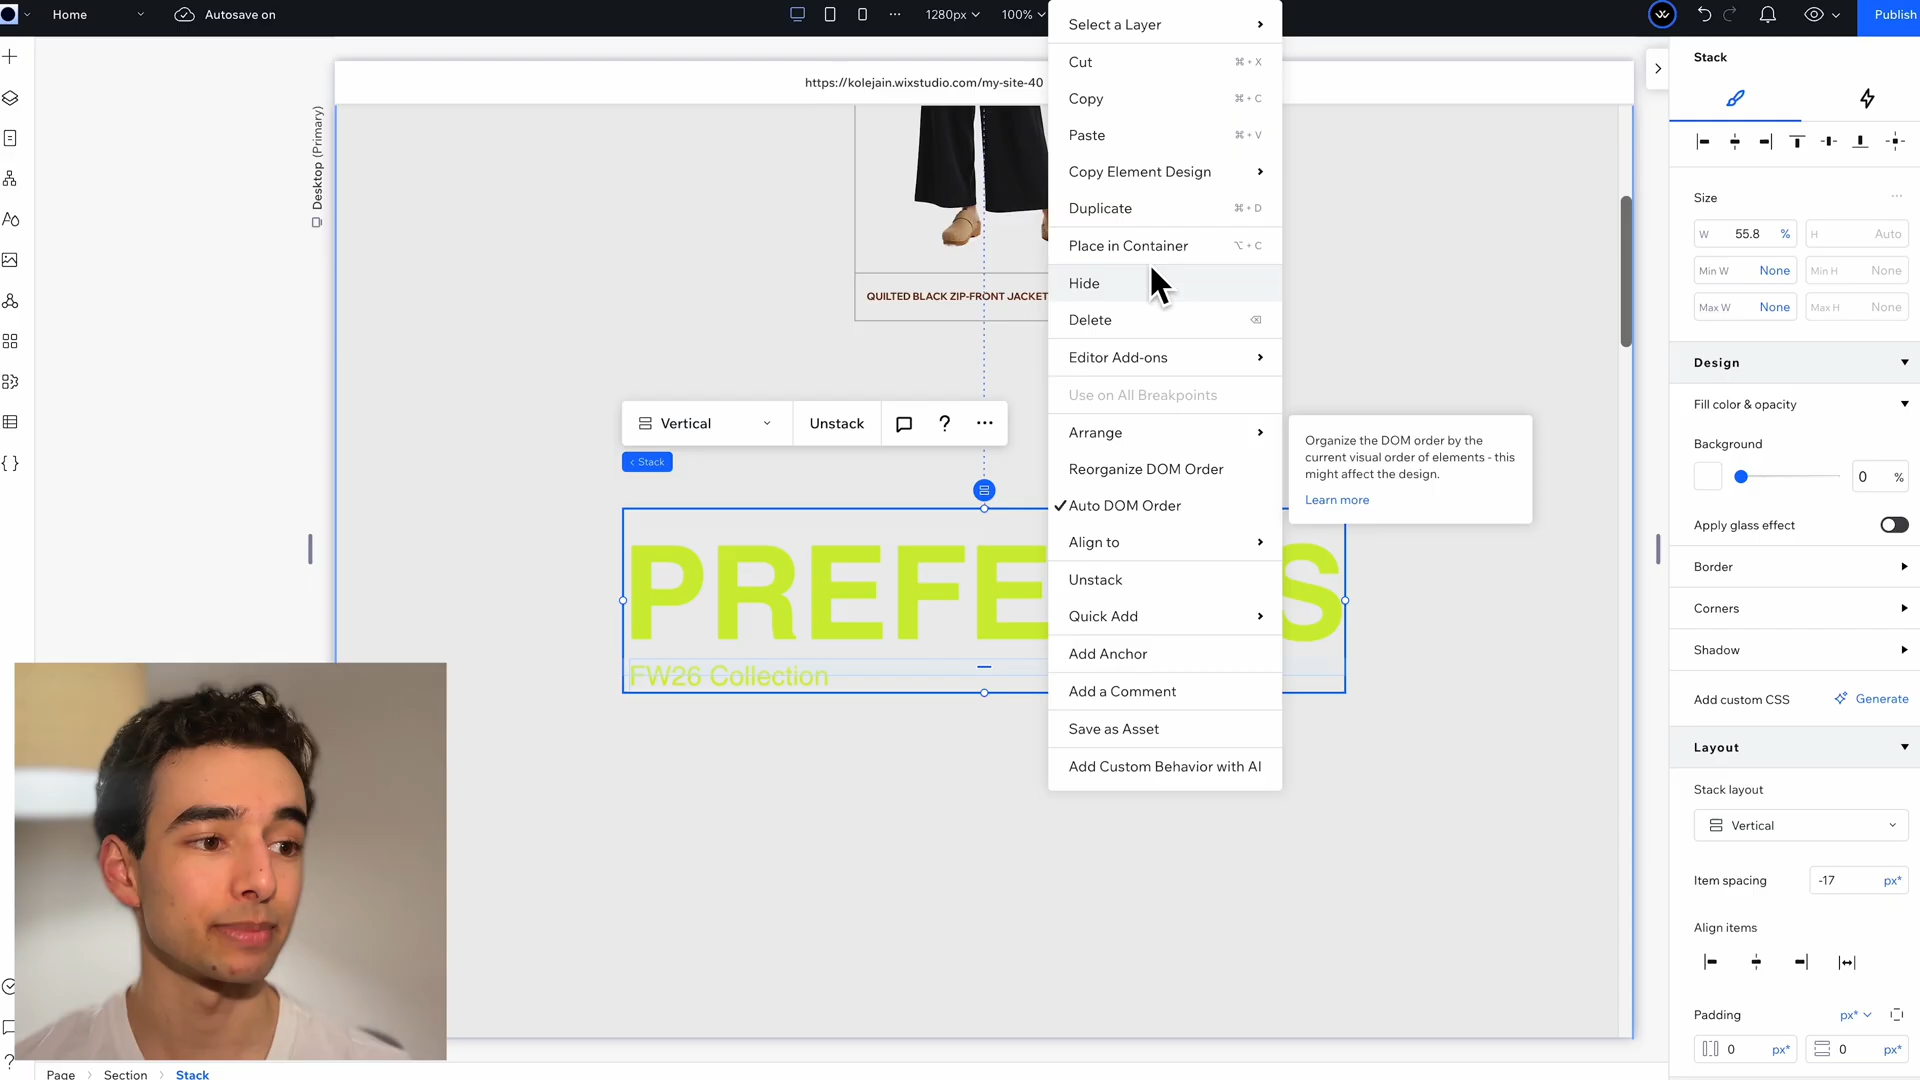 Home
Autosave on
1280px
100%
Publish
https://kolejain.wixstudio.com/my-site-40
Desktop (Primary)
QUILTED BLACK ZIP-FRONT JACKET
Vertical
Unstack
?
< Stack
PREFE
S
FW26 Collection
Select a Layer
Cut ⌘ + X
Copy ⌘ + C
Paste ⌘ + V
Copy Element Design
Duplicate ⌘ + D
Place in Container ⌥ + C
Hide
Delete
Editor Add-ons
Use on All Breakpoints
Arrange
Reorganize DOM Order
Auto DOM Order
Align to
Unstack
Quick Add
Add Anchor
Add a Comment
Save as Asset
Add Custom Behavior with AI
Organize the DOM order by the
current visual order of elements - this
might affect the design.
Learn more
Stack
Size
W 55.8 % H Auto
Min W None Min H None
Max W None Max H None
Design
Fill color & opacity
Background
0 %
Apply glass effect
Border
Corners
Shadow
Add custom CSS Generate
Layout
Stack layout
Vertical
Item spacing -17 px*
Align items
Padding px*
0 px* 0 px*
Page > Section > Stack